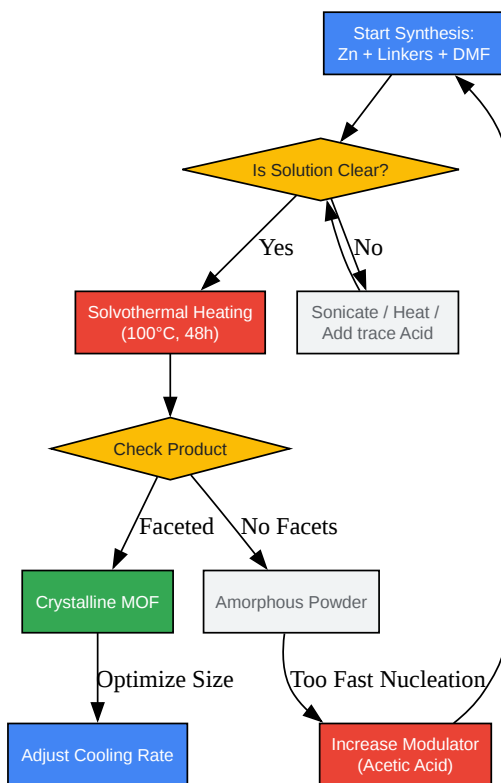 Start Synthesis:
Zn + Linkers + DMF
Is Solution Clear?
Yes
No
Solvothermal Heating
(100°C, 48h)
Sonicate / Heat /
Add trace Acid
Check Product
Faceted
No Facets
Crystalline MOF
Amorphous Powder
Optimize Size
Too Fast Nucleation
Adjust Cooling Rate
Increase Modulator
(Acetic Acid)